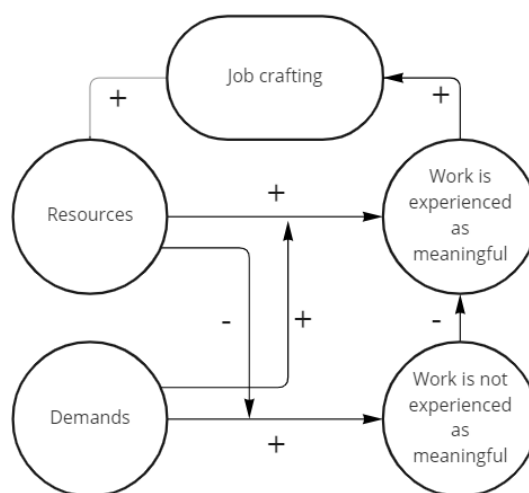 Job crafting
+
+
+
Resources
Work is
experienced
as
meaningful
-
+
-
Demands
Work is not
experienced
as
meaningful
+